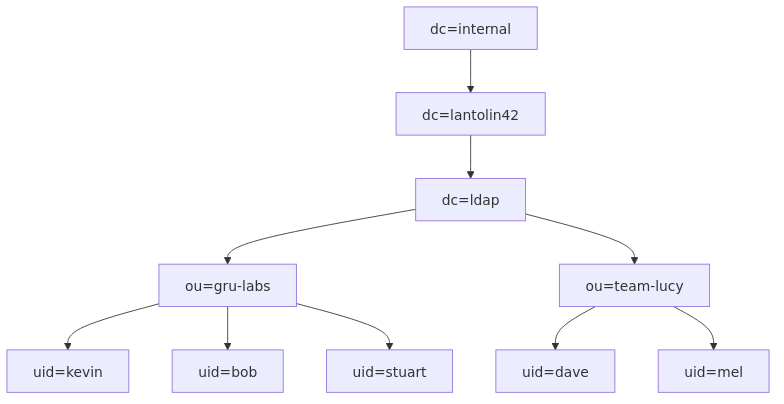 dc=internal
dc=lantolin42
dc=ldap
ou=gru-labs
ou=team-lucy
uid=kevin
uid=bob
uid=stuart
uid=dave
uid=mel